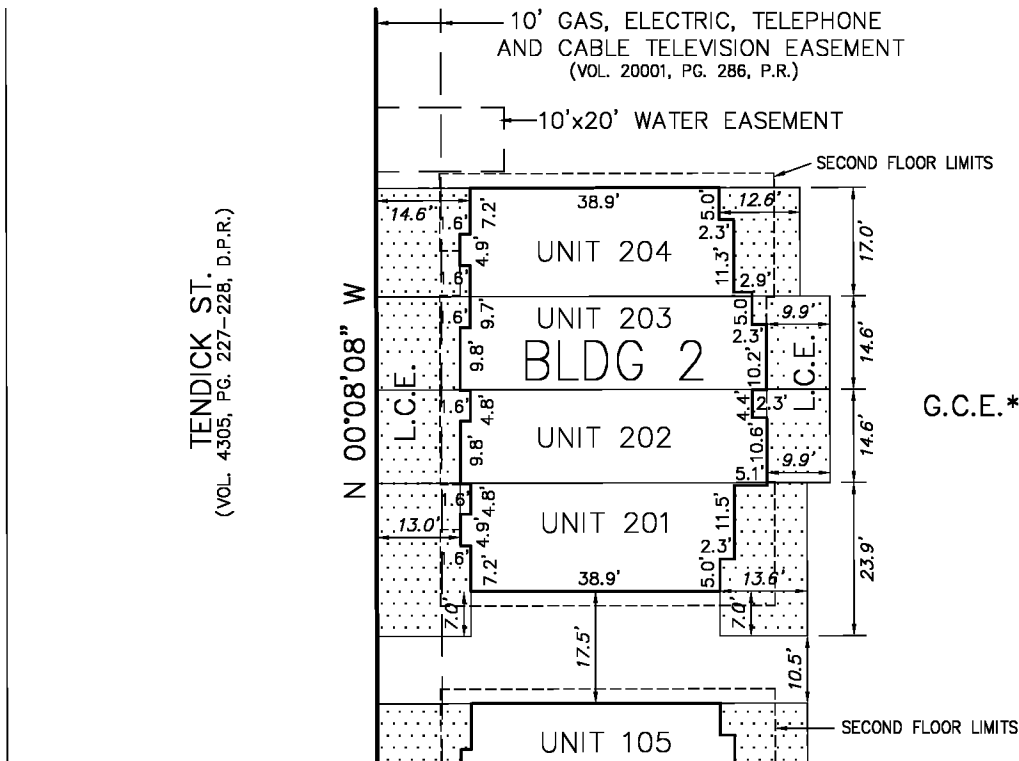 10' GAS, ELECTRIC, TELEPHONE
AND CABLE TELEVISION EASEMENT
(VOL. 20001, PG. 286, P.R.)
10'x20' WATER EASEMENT
SECOND FLOOR LIMITS
TENDICK ST.
(VOL. 4305, PG. 227-228, D.P.R.)
N 00°08'08" W
14.6'
1.6'
7.2'
38.9'
5.0'
12.6'
2.3'
17.0'
4.9'
UNIT 204
11.3'
1.6'
2.9'
1.6'
9.7'
UNIT 203
5.0'
9.9'
2.3'
14.6'
9.8'
BLDG 2
10.2'
L.C.E.
L.C.E.
G.C.E.*
1.6'
4.8'
4.4'
2.3'
14.6'
9.8'
UNIT 202
10.6'
9.9'
5.1'
1.6'
4.8'
13.0'
4.9'
UNIT 201
11.5'
2.3'
23.9'
1.6'
7.2'
38.9'
5.0'
13.6'
7.0'
7.0'
17.5'
10.5'
UNIT 105
SECOND FLOOR LIMITS